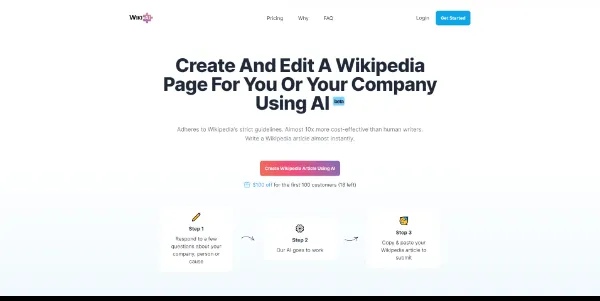 Pricing
Why
FAQ
Login
Get Started
Create And Edit A Wikipedia
Page For You Or Your Company
Using AI beta
Adheres to Wikipedia's strict guidelines. Almost 10x more cost-effective than human writers.
Write a Wikipedia article almost instantly.
Create Wikipedia Article Using AI
$100 off for the first 100 customers (19 left)
Step 1
Respond to a few
questions about your
company, person or
cause
Step 2
Our AI goes to work
Step 3
Copy & paste your
Wikipedia article to
submit